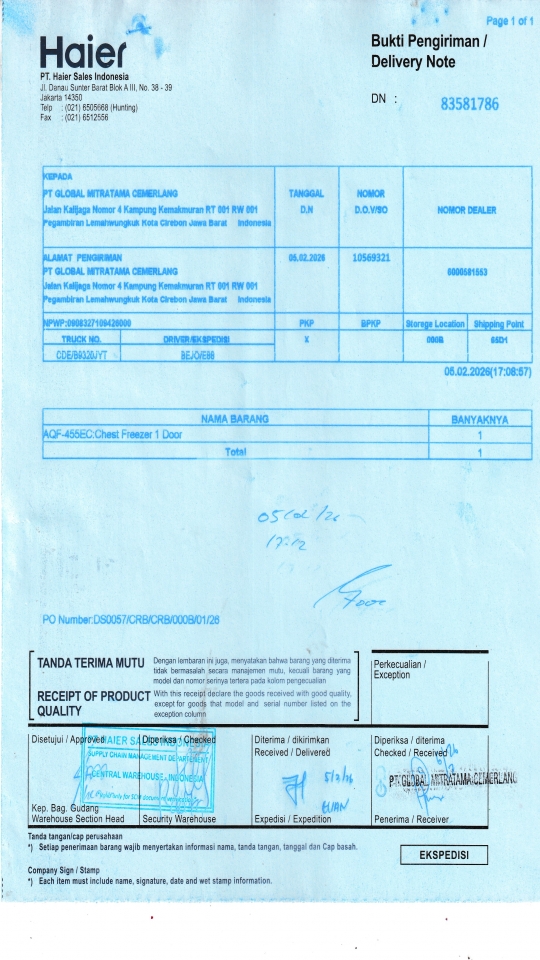 Page 1 of 1
Haier
Bukti Pengiriman /
Delivery Note
PT. Haier Sales Indonesia
Jl. Danau Sunter Barat Blok A III, No. 38 - 39
Jakarta 14350
Telp : (021) 6505668 (Hunting)
Fax : (021) 6512556
DN : 83581786
KEPADA
PT GLOBAL MITRATAMA CEMERLANG
Jalan Kalijaga Nomor 4 Kampung Kemakmuran RT 001 RW 001
Pegambiran Lemahwungkuk Kota Cirebon Jawa Barat Indonesia
TANGGAL
D.N
NOMOR
D.O.V/SO
NOMOR DEALER
ALAMAT PENGIRIMAN
PT GLOBAL MITRATAMA CEMERLANG
Jalan Kalijaga Nomor 4 Kampung Kemakmuran RT 001 RW 001
Pegambiran Lemahwungkuk Kota Cirebon Jawa Barat Indonesia
05.02.2026
10569321
6000581553
NPWP:0908327109426000
PKP
BPKP
Storege Location
Shipping Point
TRUCK NO.
DRIVER/EKSPEDISI
X
000B
65D1
CDE/B9320JYT
BEJO/E88
05.02.2026(17:08:57)
NAMA BARANG
BANYAKNYA
AQF-455EC:Chest Freezer 1 Door
1
Total
1
17:12
PO Number:DS0057/CRB/CRB/000B/01/26
TANDA TERIMA MUTU
Dengan lembaran ini juga, menyatakan bahwa barang yang diterima
tidak bermasalah secara manajemen mutu, kecuali barang yang
model dan nomor serinya tertera pada kolom pengecualian
RECEIPT OF PRODUCT
QUALITY
With this receipt declare the goods received with good quality,
except for goods that model and serial number listed on the
exception column
Perkecualian /
Exception
Disetujui / Approved
Diperiksa / Checked
Diterima / dikirimkan
Received / Delivered
Diperiksa / diterima
Checked / Received
PT HAIER SALES INDONESIA
SUPPLY CHAIN MANAGEMENT DEPARTEMENT
CENTRAL WAREHOUSE - INDONESIA
5/2/26
PT. GLOBAL MITRATAMA CEMERLANG
Kep. Bag. Gudang
Warehouse Section Head
Security Warehouse
Expedisi / Expedition
Penerima / Receiver
Tanda tangan/cap perusahaan
*) Setiap penerimaan barang wajib menyertakan informasi nama, tanda tangan, tanggal dan Cap basah.
EKSPEDISI
Company Sign / Stamp
*) Each item must include name, signature, date and wet stamp information.